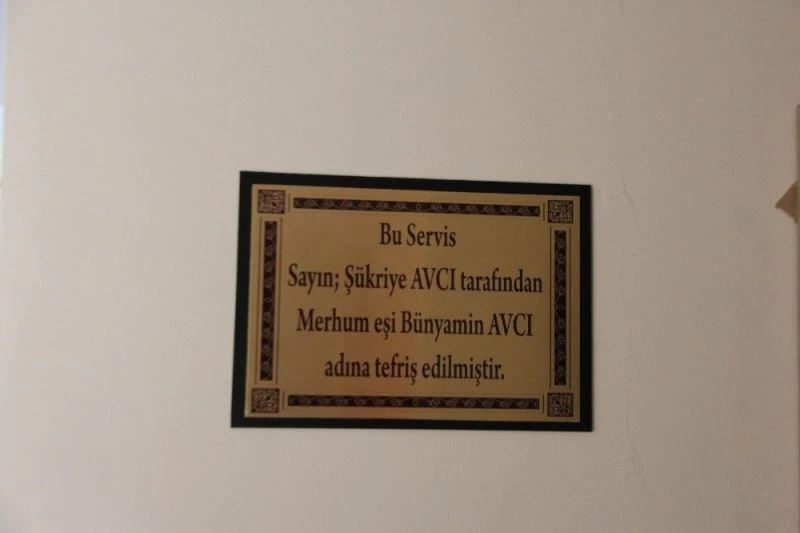 Bu Servis
Sayın; Şükriye AVCI tarafından
Merhum eşi Bünyamin AVCI
adına tefriş edilmiştir.